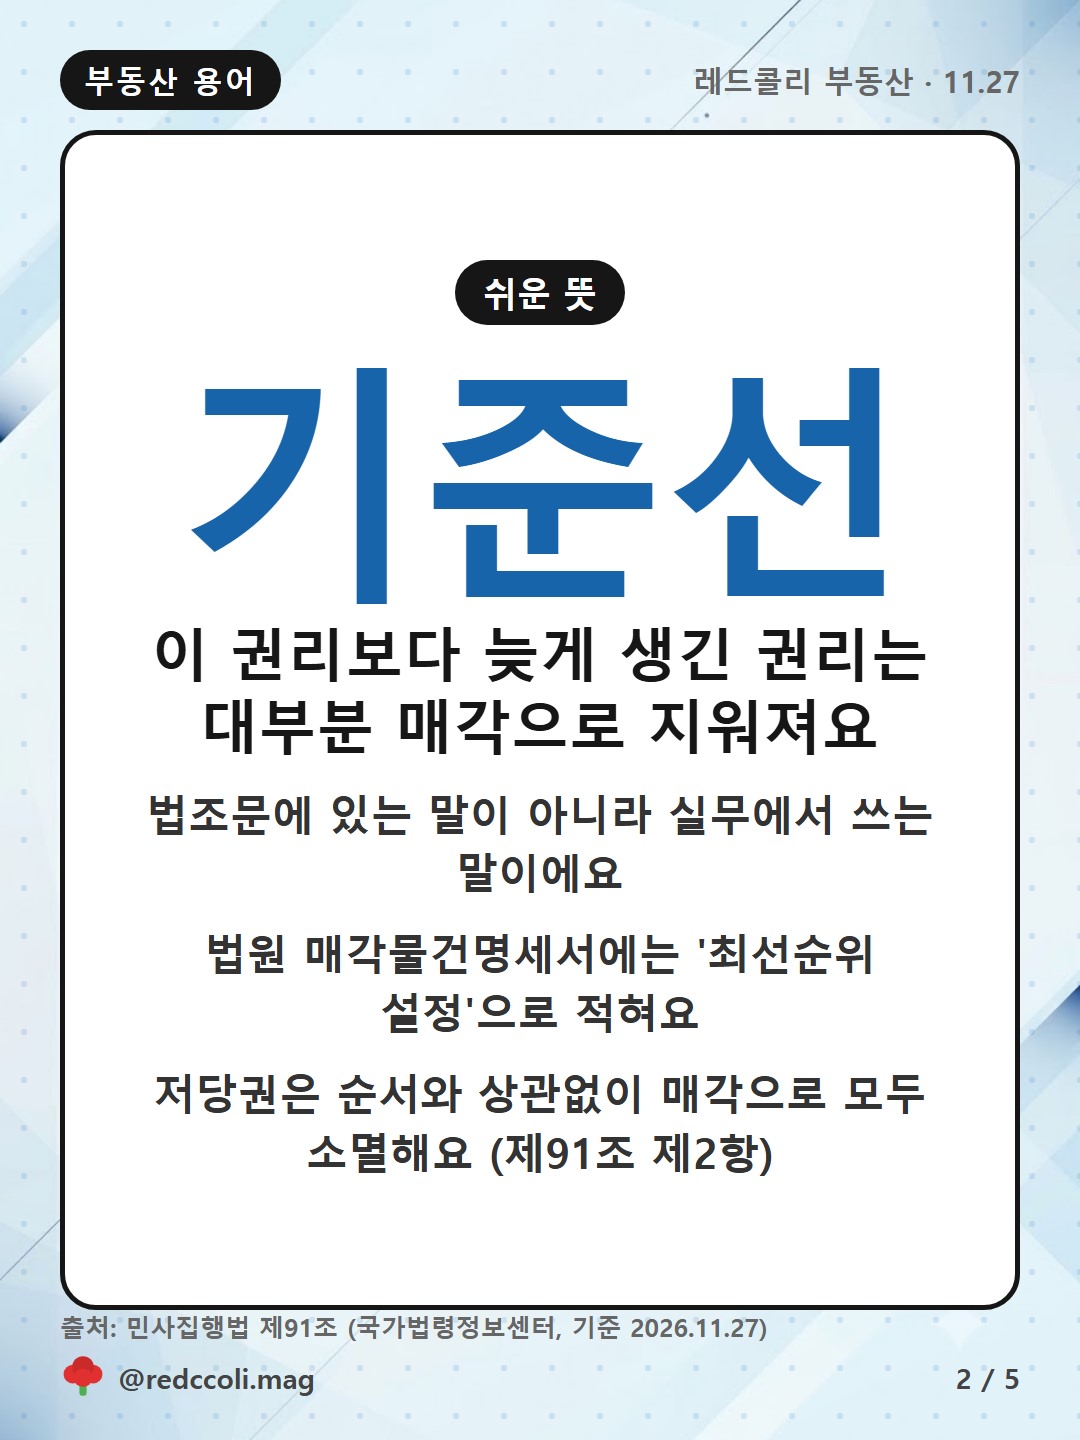 부동산 용어
레드콜리 부동산 · 11.27
쉬운 뜻
기준선
이 권리보다 늦게 생긴 권리는
대부분 매각으로 지워져요
법조문에 있는 말이 아니라 실무에서 쓰는
말이에요
법원 매각물건명세서에는 '최선순위
설정'으로 적혀요
저당권은 순서와 상관없이 매각으로 모두
소멸해요 (제91조 제2항)
출처: 민사집행법 제91조 (국가법령정보센터, 기준 2026.11.27)
@redccoli.mag
2 / 5